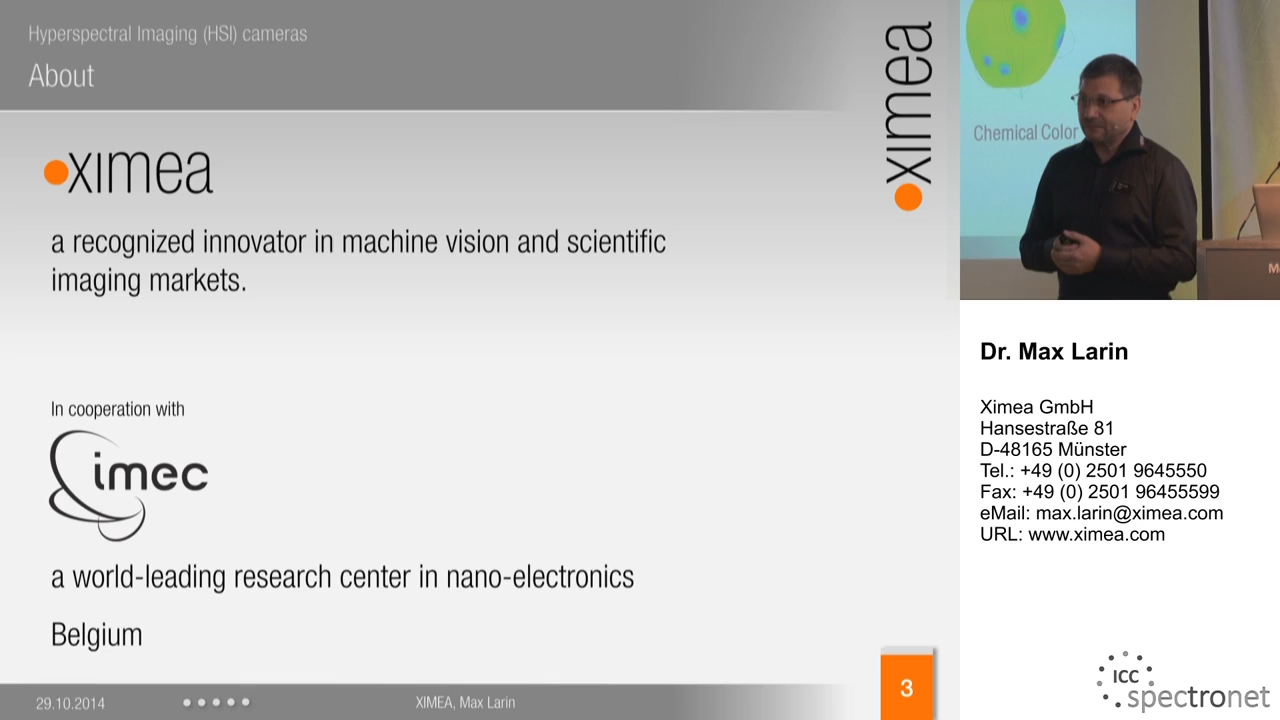 Hyperspectral Imaging (HSI) cameras
About
ximea
ximea
a recognized innovator in machine vision and scientific
imaging markets.
In cooperation with
imec
a world-leading research center in nano-electronics
Belgium
29.10.2014
XIMEA, Max Larin
3
Chemical Color
Dr. Max Larin
Ximea GmbH
Hansestraße 81
D-48165 Münster
Tel.: +49 (0) 2501 9645550
Fax: +49 (0) 2501 96455599
eMail: max.larin@ximea.com
URL: www.ximea.com
ICC
spectronet